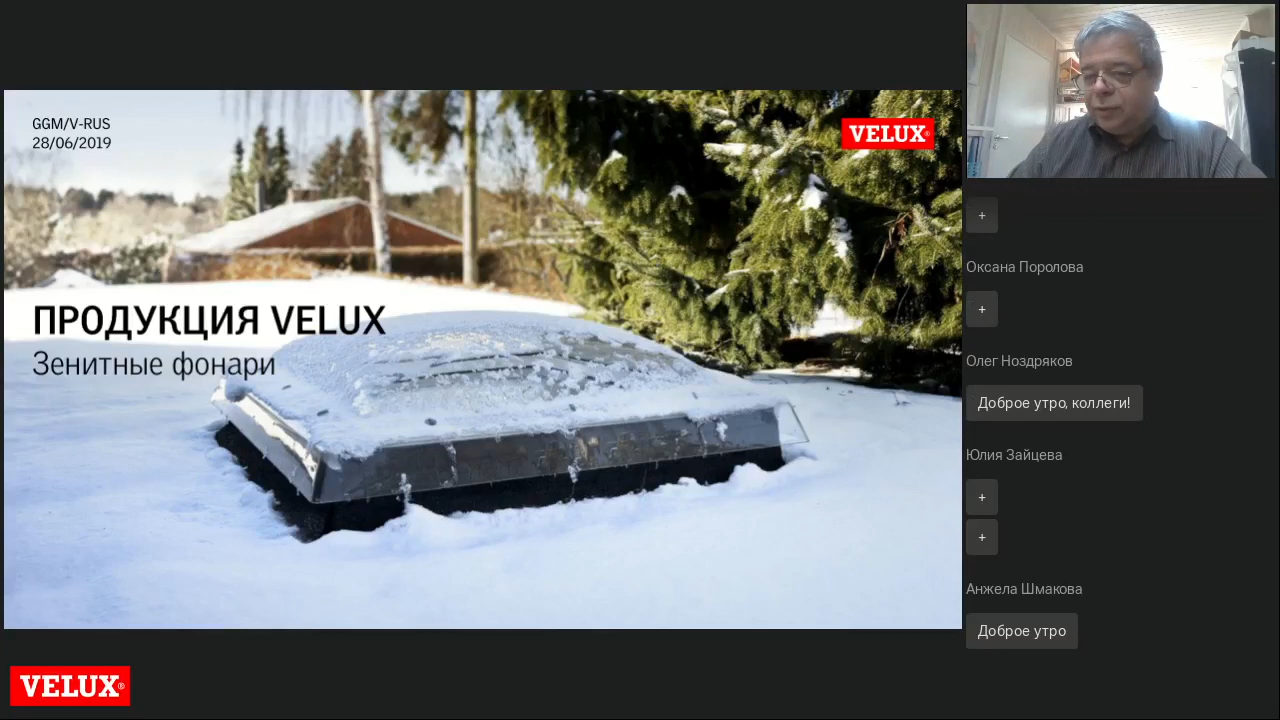 GGM/V-RUS
28/06/2019
VELUX®
ПРОДУКЦИЯ VELUX
Зенитные фонари
VELUX®
+
Оксана Поролова
+
Олег Ноздряков
Доброе утро, коллеги!
Юлия Зайцева
+
+
Анжела Шмакова
Доброе утро